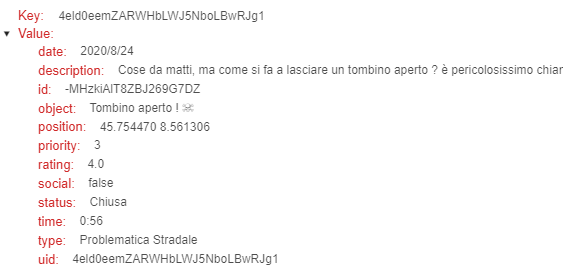 Key: 4eld0eemZARWHbLWJ5NboLBwRJg1
Value:
date: 2020/8/24
description: Cose da matti, ma come si fa a lasciare un tombino aperto ? è pericolosissimo chiar
id: -MHzkiAlT8ZBJ269G7DZ
object: Tombino aperto ! ☠
position: 45.754470 8.561306
priority: 3
rating: 4.0
social: false
status: Chiusa
time: 0:56
type: Problematica Stradale
uid: 4eld0eemZARWHbLWJ5NboLBwRJg1